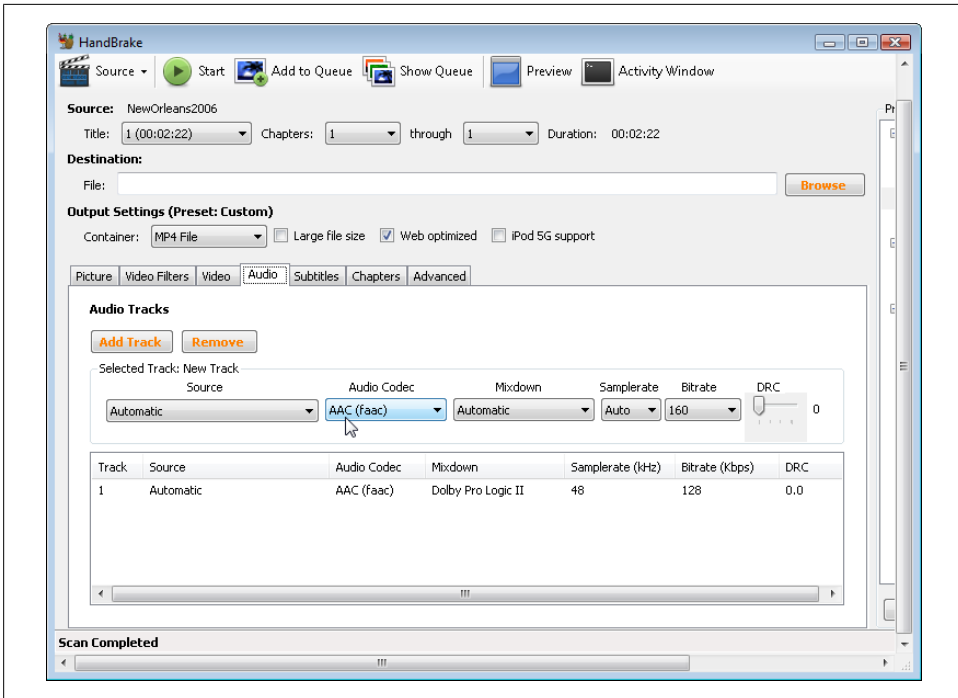 HandBrake
Source Start Add to Queue Show Queue Preview Activity Window
Source: NewOrleans2006
Title: 1 (00:02:22) Chapters: 1 through 1 Duration: 00:02:22
Destination:
File: Browse
Output Settings (Preset: Custom)
Container: MP4 File Large file size Web optimized iPod 5G support
Picture Video Filters Video Audio Subtitles Chapters Advanced
Audio Tracks
Add Track Remove
Selected Track: New Track
Source Audio Codec Mixdown Samplerate Bitrate DRC
Automatic AAC (faac) Automatic Auto 160 0
Track Source Audio Codec Mixdown Samplerate (kHz) Bitrate (Kbps) DRC
1 Automatic AAC (faac) Dolby Pro Logic II 48 128 0.0
Scan Completed